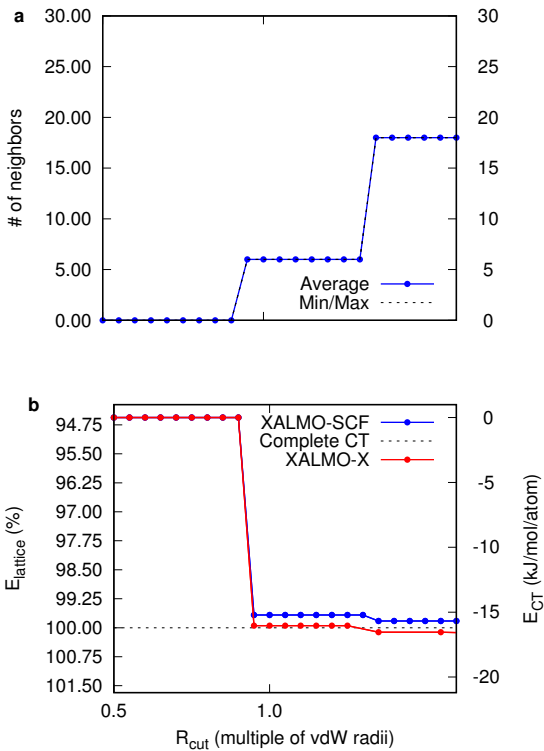 a
# of neighbors
30.00
25.00
20.00
15.00
10.00
5.00
0.00
30
25
20
15
10
5
0
Average
Min/Max
b
E_lattice (%)
94.75
95.50
96.25
97.00
97.75
98.50
99.25
100.00
100.75
101.50
XALMO-SCF
Complete CT
XALMO-X
0
-5
-10
-15
-20
E_CT (kJ/mol/atom)
0.5
1.0
R_cut (multiple of vdW radii)